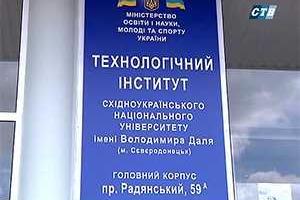 СТВ
МІНІСТЕРСТВО
ОСВІТИ І НАУКИ,
МОЛОДІ ТА СПОРТУ
УКРАЇНИ
ТЕХНОЛОГІЧНИЙ
ІНСТИТУТ
СХІДНОУКРАЇНСЬКОГО
НАЦІОНАЛЬНОГО
УНІВЕРСИТЕТУ
імені Володимира Даля
(м. Сєвєродонецьк)
ГОЛОВНИЙ КОРПУС
пр. Радянський, 59А